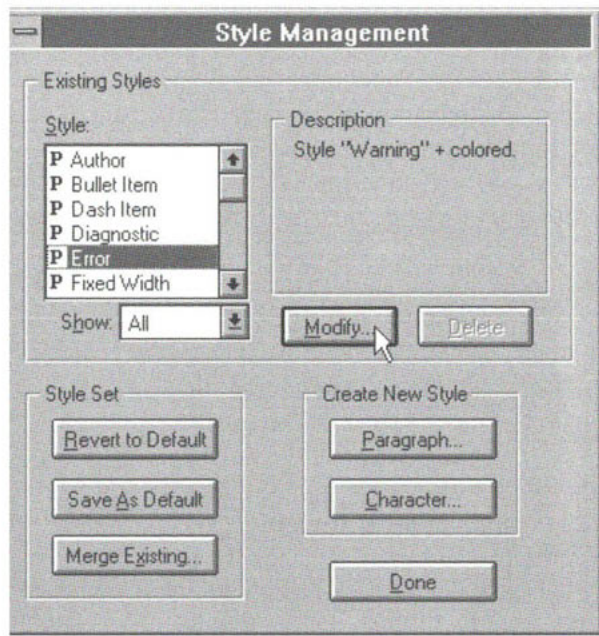 Style Management
Existing Styles
Style:
P Author
P Bullet Item
P Dash Item
P Diagnostic
P Error
P Fixed Width
Show: All
Description
Style "Warning" + colored.
Modify...
Delete
Style Set
Revert to Default
Save As Default
Merge Existing...
Create New Style
Paragraph...
Character...
Done